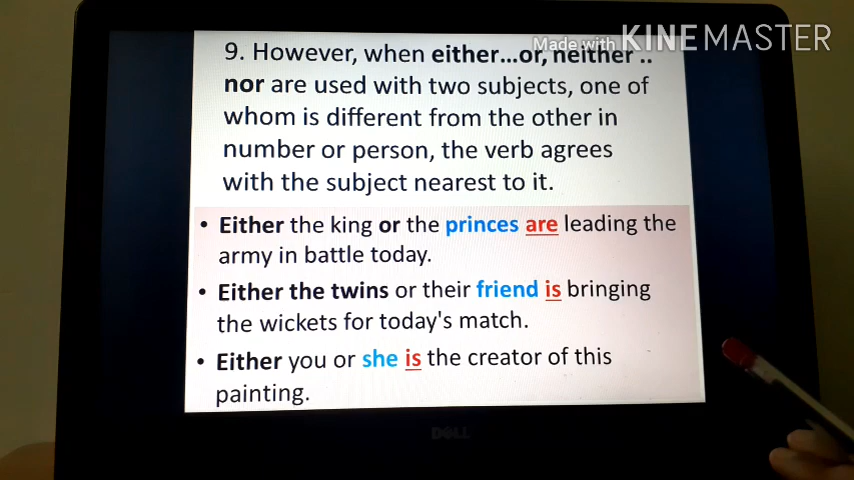 Made with KINEMASTER
9. However, when either...or, neither ..
nor are used with two subjects, one of
whom is different from the other in
number or person, the verb agrees
with the subject nearest to it.
• Either the king or the princes are leading the
army in battle today.
• Either the twins or their friend is bringing
the wickets for today's match.
• Either you or she is the creator of this
painting.
DELL